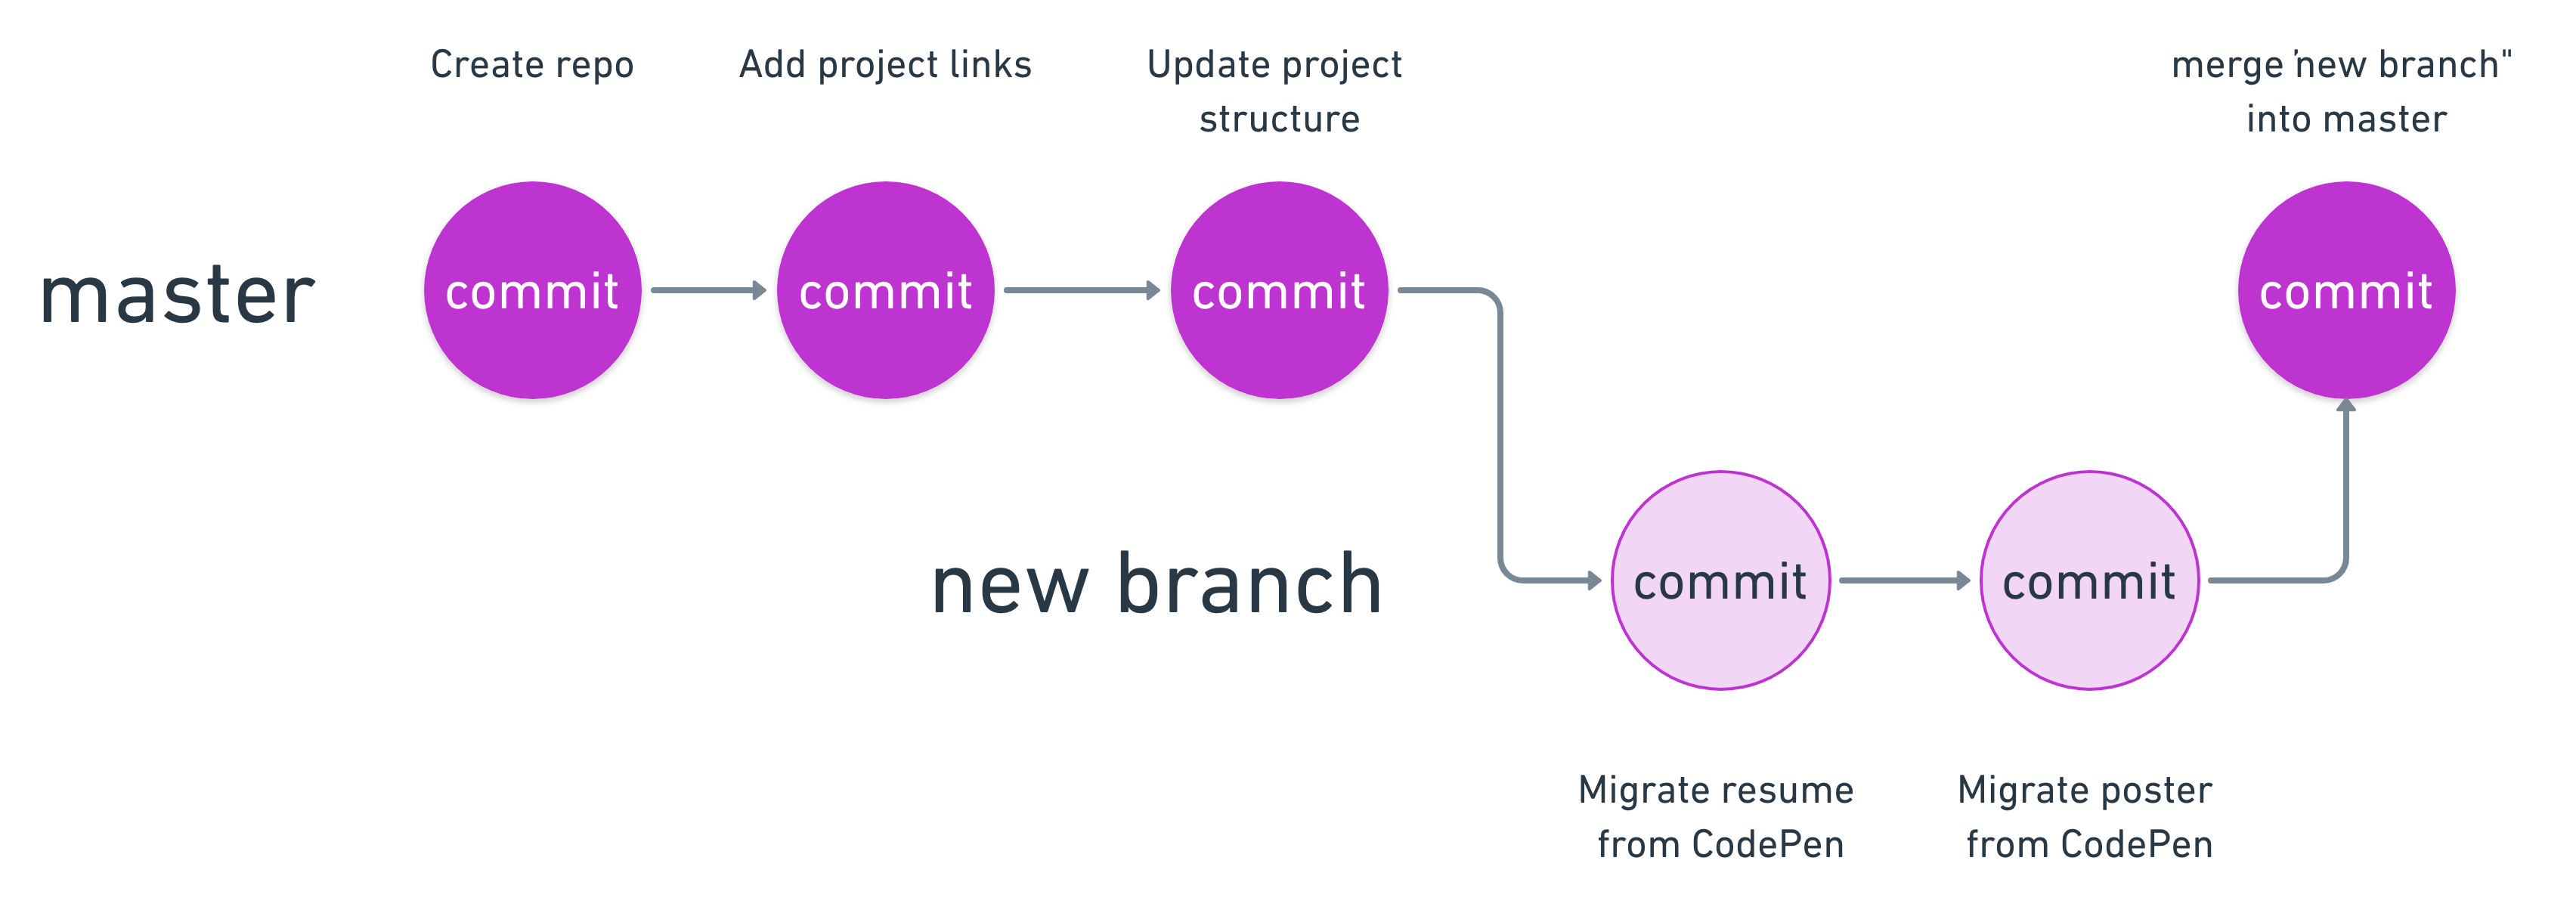 Create repo
Add project links
Update project
structure
merge 'new branch"
into master
master
commit
commit
commit
commit
new branch
commit
commit
Migrate resume
from CodePen
Migrate poster
from CodePen